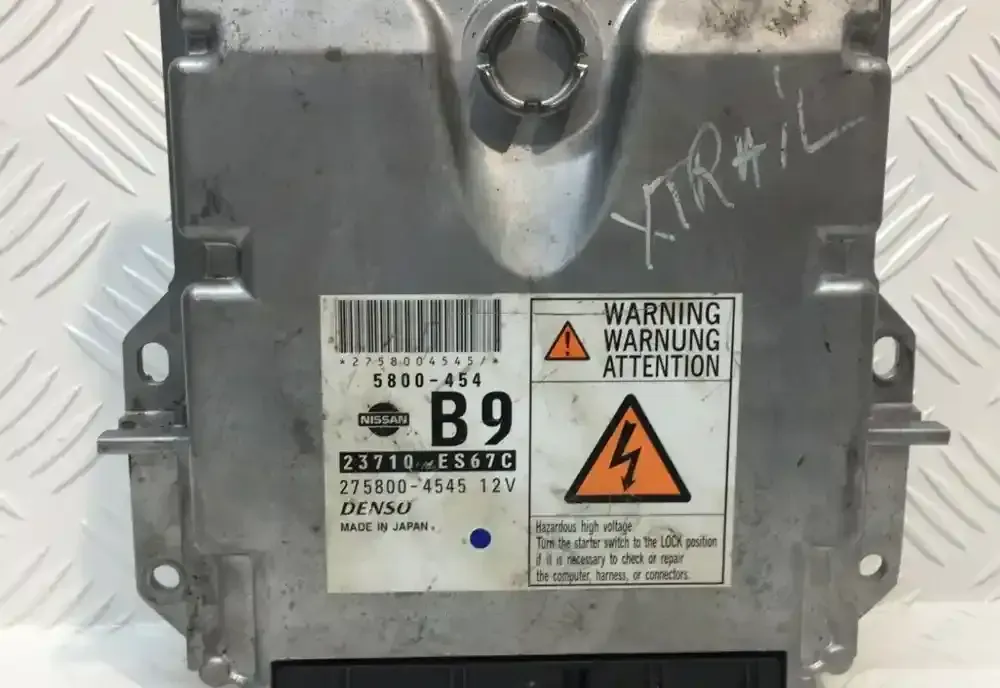 XTRAIL
*2758004545/*
5800-454
NISSAN
B9
23710 ES67C
275800-4545 12V
DENSO
MADE IN JAPAN.
WARNING
WARNUNG
ATTENTION
Hazardous high voltage
Turn the starter switch to the LOCK position
if it is necessary to check or repair
the computer, harness, or connectors.